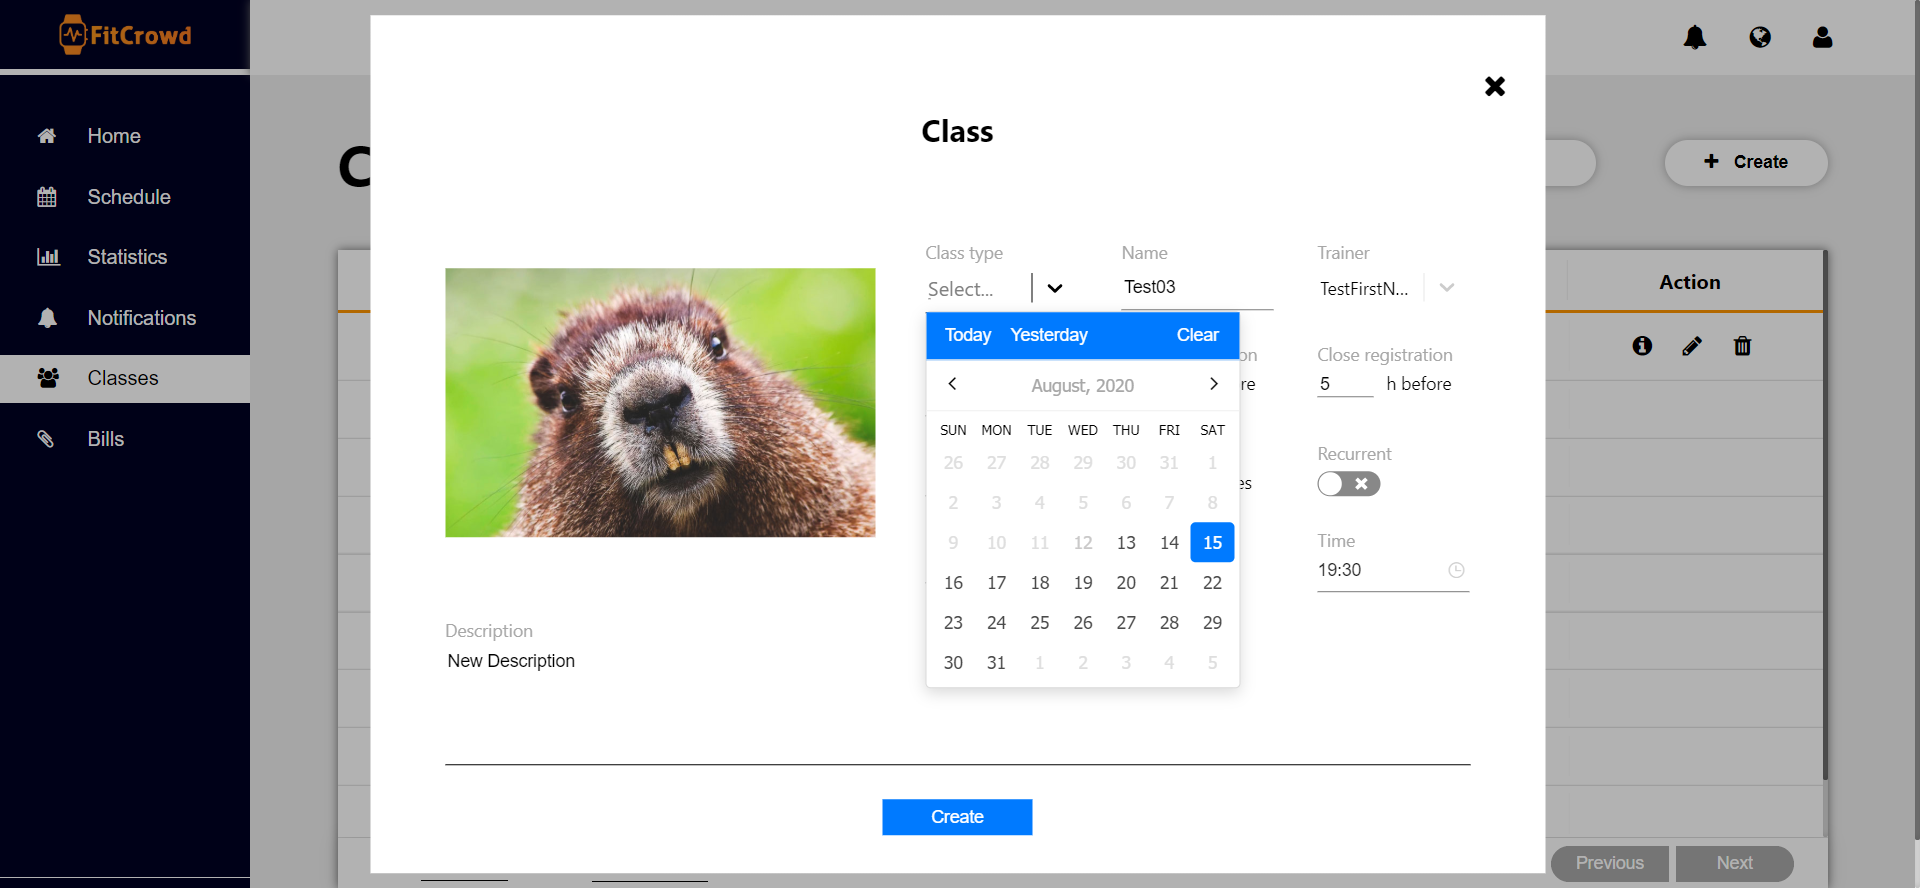 FitCrowd
Home
Schedule
Statistics
Notifications
Classes
Bills
C
Create
Action
Class
Class type
Select...
Name
Test03
Trainer
TestFirstN...
Today Yesterday Clear
August, 2020
SUN MON TUE WED THU FRI SAT
26 27 28 29 30 31 1
2 3 4 5 6 7 8
9 10 11 12 13 14 15
16 17 18 19 20 21 22
23 24 25 26 27 28 29
30 31 1 2 3 4 5
on
re
es
Close registration
5 h before
Recurrent
Time
19:30
Description
New Description
Create
Previous
Next